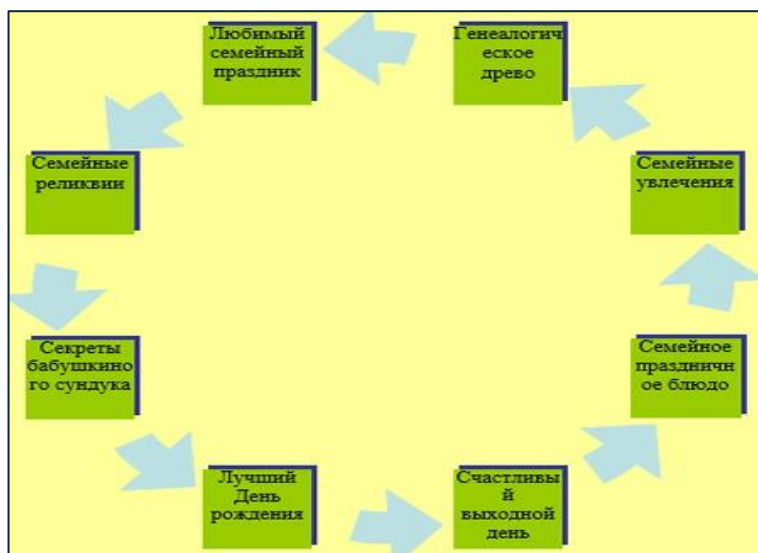 Любимый
семейный
праздник
Генеалогич
еское
древо
Семейные
реликвии
Семейные
увлечения
Секреты
бабушкино
го сундука
Семейное
праздничн
ое блюдо
Лучший
День
рождения
Счастливы
й
выходной
день